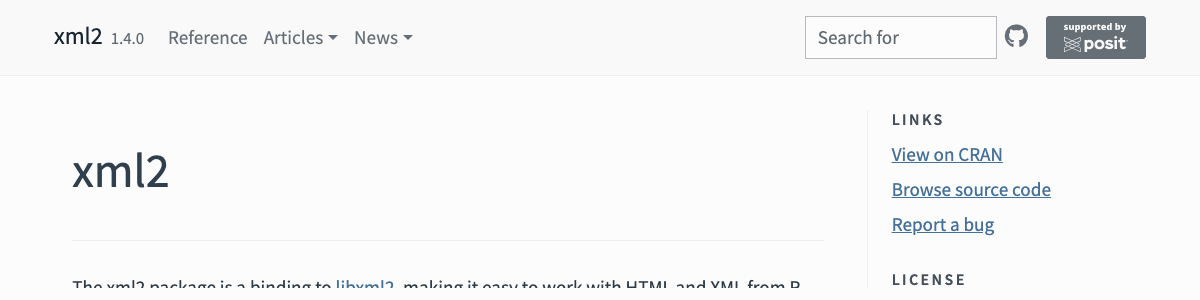 xml2 1.4.0 Reference Articles News Search for supported by posit
LINKS
View on CRAN
xml2
Browse source code
Report a bug
LICENSE
The xml2 package is a binding to libxml2, making it easy to work with HTML and XML from R.